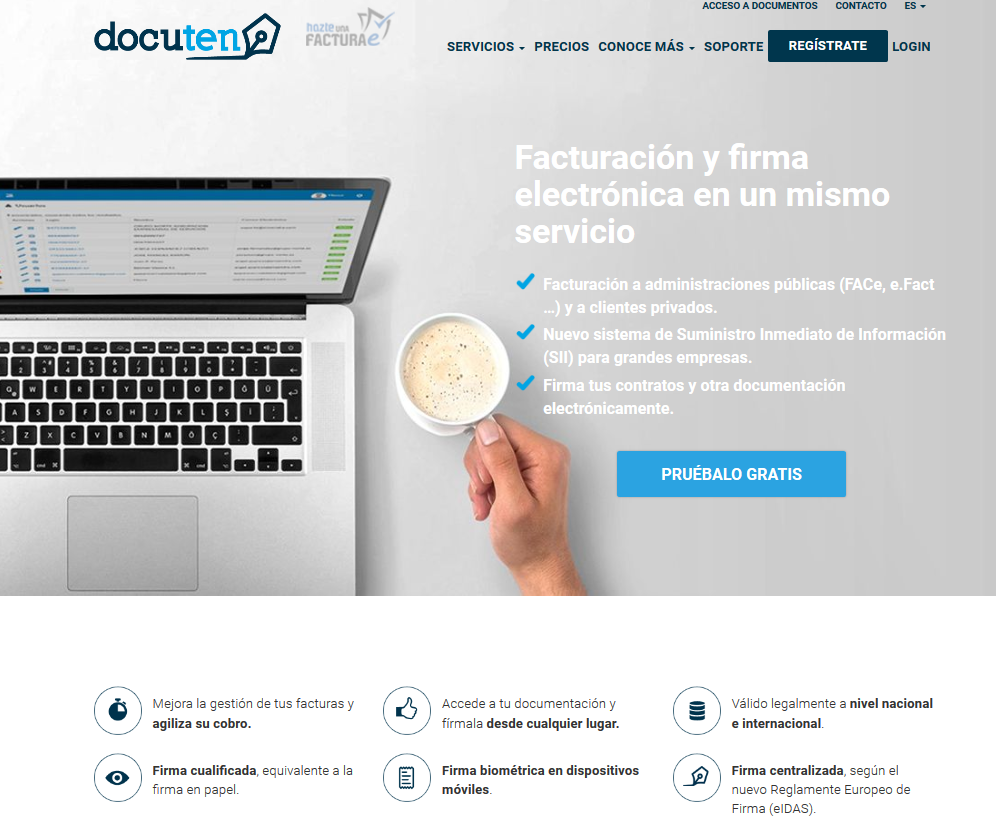 ACCESO A DOCUMENTOS CONTACTO ES
docuten
hazte una
FACTURAe
SERVICIOS PRECIOS CONOCE MÁS SOPORTE REGÍSTRATE LOGIN
Facturación y firma
electrónica en un mismo
servicio
Facturación a administraciones públicas (FACe, e.Fact
...) y a clientes privados.
Nuevo sistema de Suministro Inmediato de Información
(SII) para grandes empresas.
Firma tus contratos y otra documentación
electrónicamente.
PRUÉBALO GRATIS
Mejora la gestión de tus facturas y
agiliza su cobro.
Accede a tu documentación y
fírmala desde cualquier lugar.
Válido legalmente a nivel nacional
e internacional.
Firma cualificada, equivalente a la
firma en papel.
Firma biométrica en dispositivos
móviles.
Firma centralizada, según el
nuevo Reglamento Europeo de
Firma (eIDAS).